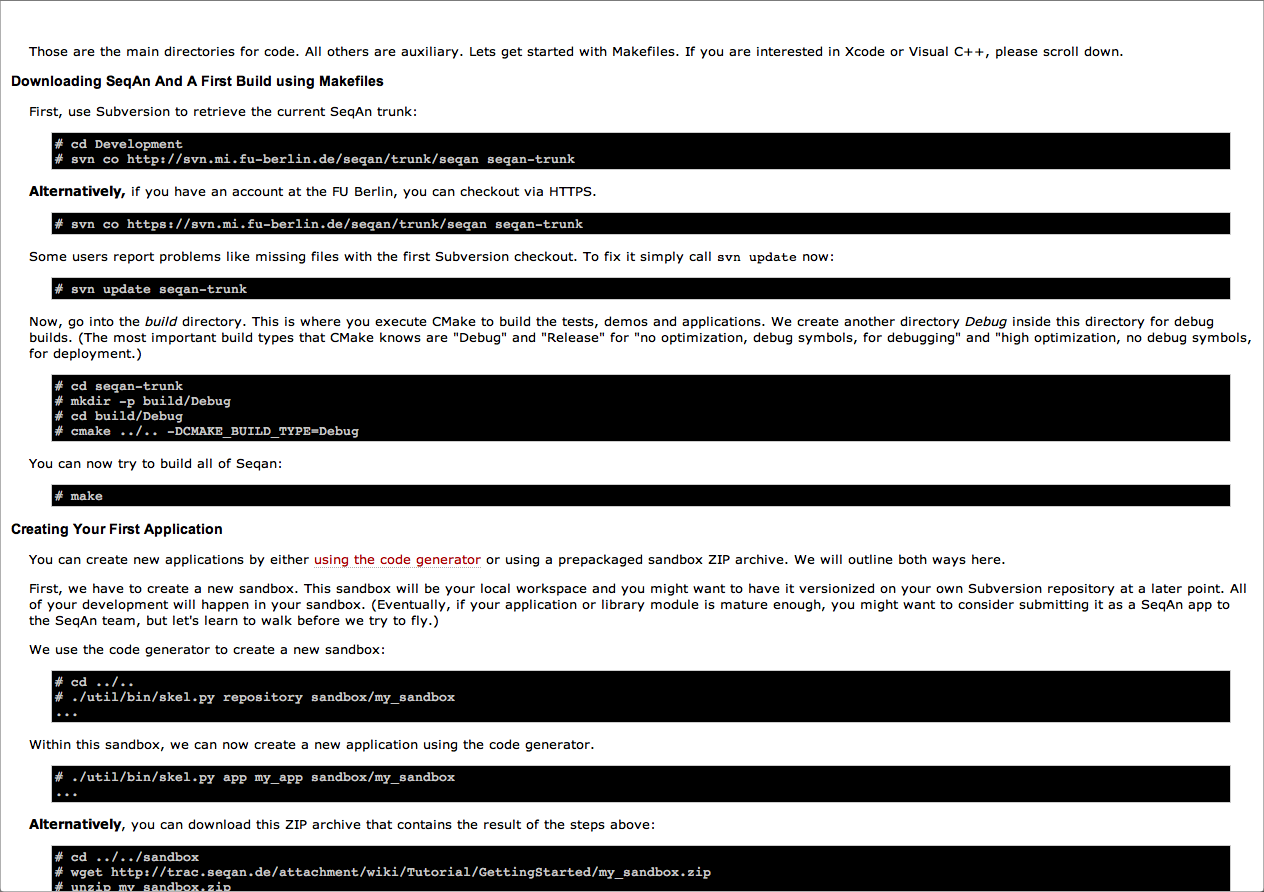 Those are the main directories for code. All others are auxiliary. Lets get started with Makefiles. If you are interested in Xcode or Visual C++, please scroll down.
Downloading SeqAn And A First Build using Makefiles
First, use Subversion to retrieve the current SeqAn trunk:
# cd Development
# svn co http://svn.mi.fu-berlin.de/seqan/trunk/seqan seqan-trunk
Alternatively, if you have an account at the FU Berlin, you can checkout via HTTPS.
# svn co https://svn.mi.fu-berlin.de/seqan/trunk/seqan seqan-trunk
Some users report problems like missing files with the first Subversion checkout. To fix it simply call svn update now:
# svn update seqan-trunk
Now, go into the build directory. This is where you execute CMake to build the tests, demos and applications. We create another directory Debug inside this directory for debug
builds. (The most important build types that CMake knows are "Debug" and "Release" for "no optimization, debug symbols, for debugging" and "high optimization, no debug symbols,
for deployment.)
# cd seqan-trunk
# mkdir -p build/Debug
# cd build/Debug
# cmake ../.. -DCMAKE_BUILD_TYPE=Debug
You can now try to build all of Seqan:
# make
Creating Your First Application
You can create new applications by either using the code generator or using a prepackaged sandbox ZIP archive. We will outline both ways here.
First, we have to create a new sandbox. This sandbox will be your local workspace and you might want to have it versionized on your own Subversion repository at a later point. All
of your development will happen in your sandbox. (Eventually, if your application or library module is mature enough, you might want to consider submitting it as a SeqAn app to
the SeqAn team, but let's learn to walk before we try to fly.)
We use the code generator to create a new sandbox:
# cd ../..
# ./util/bin/skel.py repository sandbox/my_sandbox
...
Within this sandbox, we can now create a new application using the code generator.
# ./util/bin/skel.py app my_app sandbox/my_sandbox
...
Alternatively, you can download this ZIP archive that contains the result of the steps above:
# cd ../../sandbox
# wget http://trac.seqan.de/attachment/wiki/Tutorial/GettingStarted/my_sandbox.zip
# unzip my_sandbox.zip